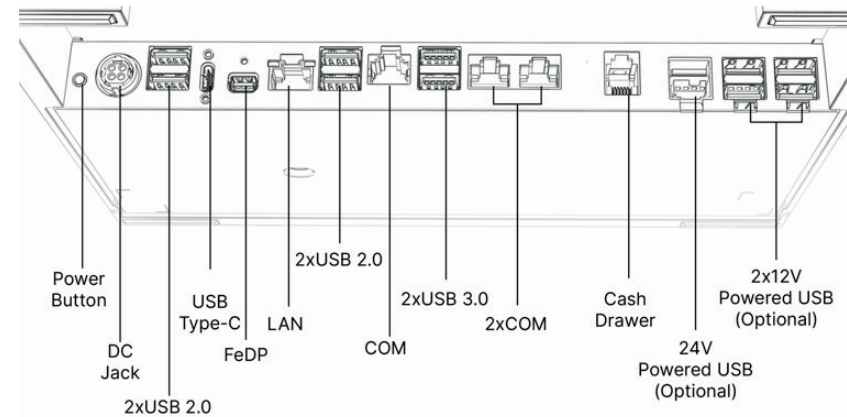 Power
Button
DC
Jack
2xUSB 2.0
USB
Type-C
FeDP
LAN
2xUSB 2.0
COM
2xUSB 3.0
2xCOM
Cash
Drawer
24V
Powered USB
(Optional)
2x12V
Powered USB
(Optional)